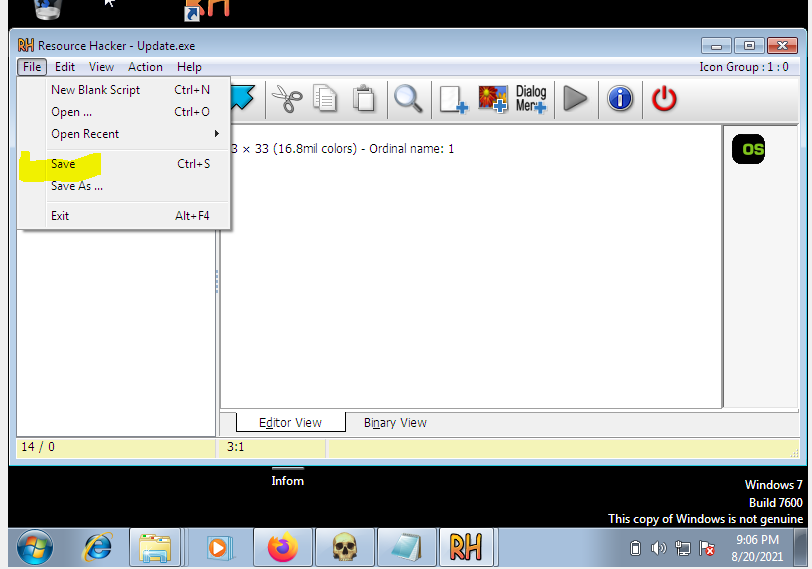 RH
RH Resource Hacker - Update.exe
File Edit View Action Help Icon Group : 1 : 0
New Blank Script Ctrl+N
Open ... Ctrl+O
Open Recent
Save Ctrl+S
Save As ...
Exit Alt+F4
Dialog
Menu
3 × 33 (16.8mil colors) - Ordinal name: 1
OS
Editor View Binary View
14 / 0 3:1
Infom
Windows 7
Build 7600
This copy of Windows is not genuine
RH
9:06 PM
8/20/2021